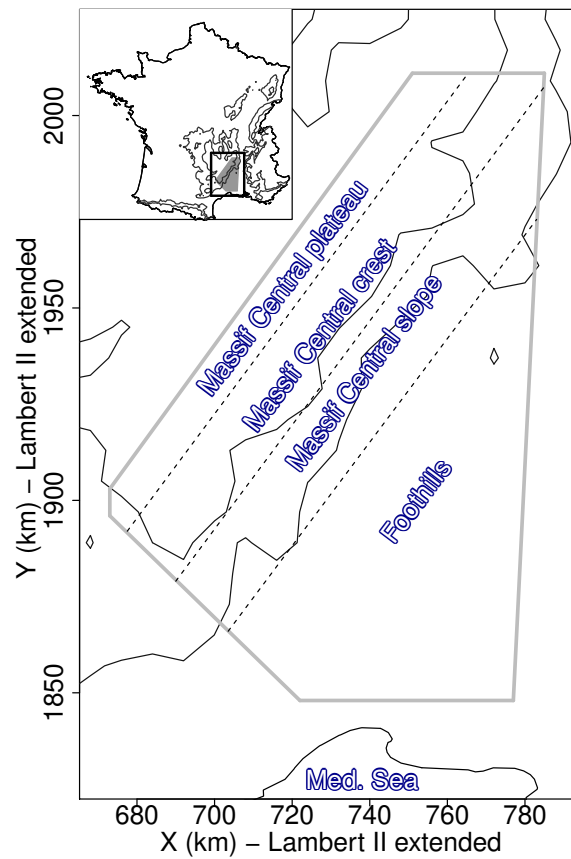 2000
1950
1900
1850
Y (km) − Lambert II extended
Massif Central plateau
Massif Central crest
Massif Central slope
Foothills
Med. Sea
680 700 720 740 760 780
X (km) − Lambert II extended